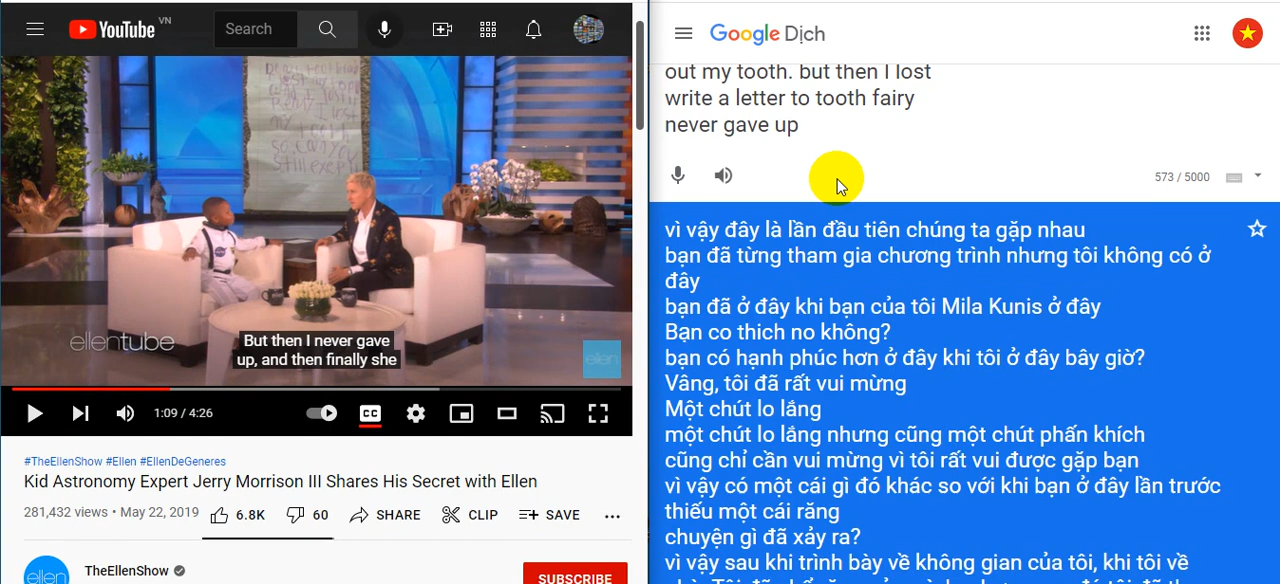 YouTube VN
Search
ellentube
But then I never gave
up, and then finally she
ellen
1:09 / 4:26
CC
#TheEllenShow #Ellen #EllenDeGeneres
Kid Astronomy Expert Jerry Morrison III Shares His Secret with Ellen
281,432 views • May 22, 2019
6.8K
60
SHARE
CLIP
SAVE
ellen
TheEllenShow
SUBSCRIBE
Google Dịch
out my tooth. but then I lost
write a letter to tooth fairy
never gave up
573 / 5000
vì vậy đây là lần đầu tiên chúng ta gặp nhau
bạn đã từng tham gia chương trình nhưng tôi không có ở
đây
bạn đã ở đây khi bạn của tôi Mila Kunis ở đây
Bạn co thich no không?
bạn có hạnh phúc hơn ở đây khi tôi ở đây bây giờ?
Vâng, tôi đã rất vui mừng
Một chút lo lắng
một chút lo lắng nhưng cũng một chút phấn khích
cũng chỉ cần vui mừng vì tôi rất vui được gặp bạn
vì vậy có một cái gì đó khác so với khi bạn ở đây lần trước
thiếu một cái răng
chuyện gì đã xảy ra?
vì vậy sau khi trình bày về không gian của tôi, khi tôi về